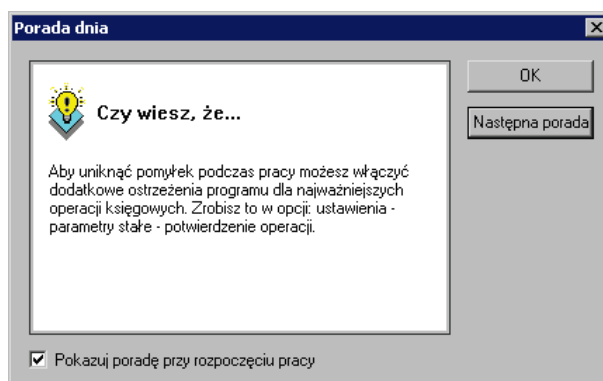 Porada dnia
Czy wiesz, że...
Aby uniknąć pomyłek podczas pracy możesz włączyć
dodatkowe ostrzeżenia programu dla najważniejszych
operacji księgowych. Zrobisz to w opcji: ustawienia -
parametry stałe - potwierdzenie operacji.
OK
Następna porada
Pokazuj poradę przy rozpoczęciu pracy